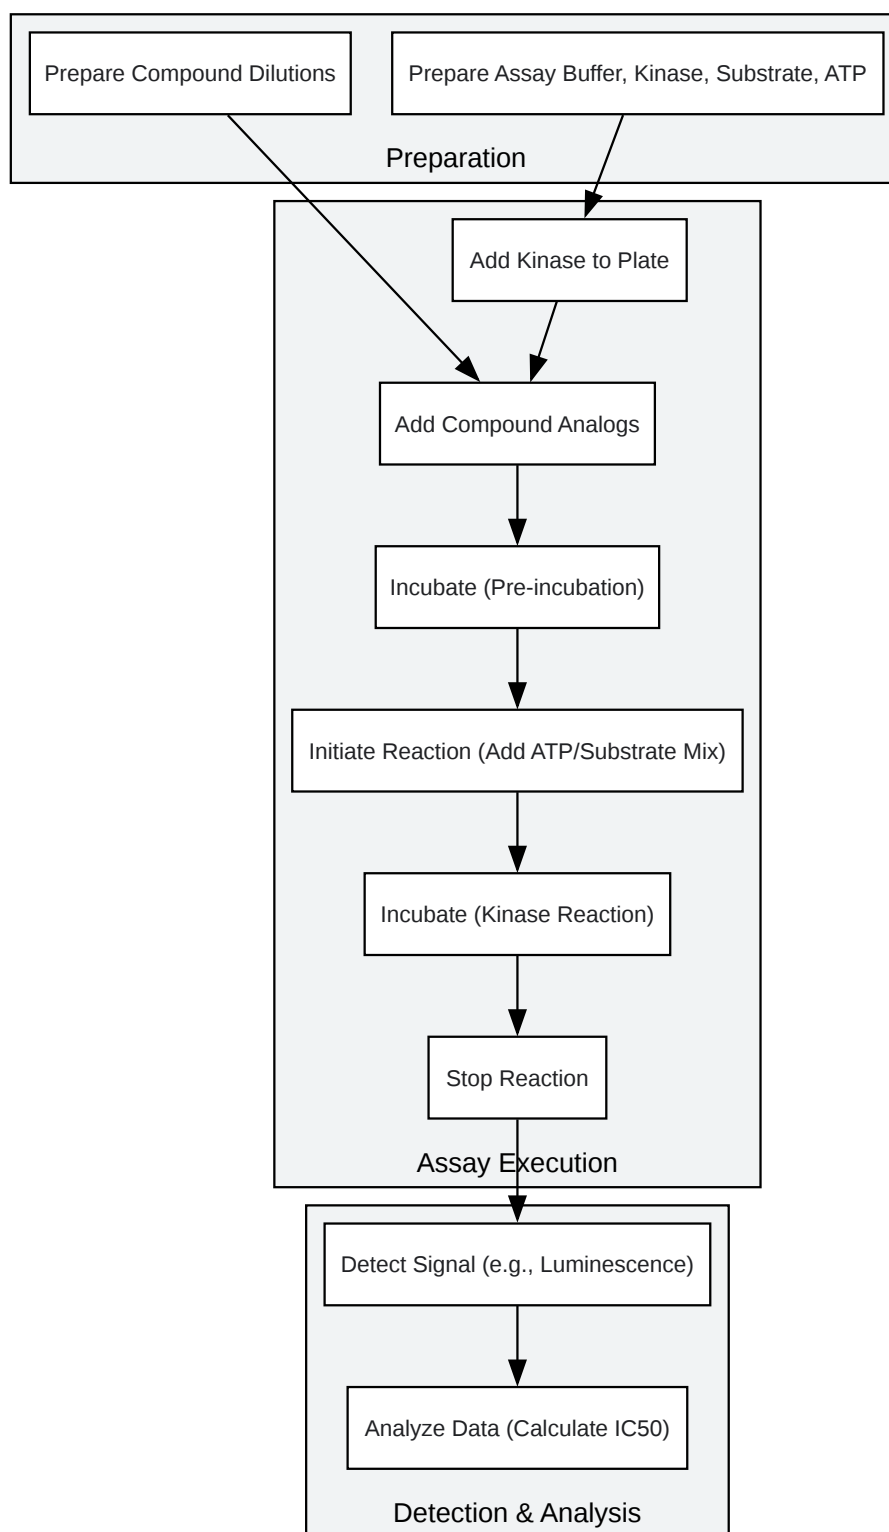 Prepare Compound Dilutions
Prepare Assay Buffer, Kinase, Substrate, ATP
Preparation
Add Kinase to Plate
Add Compound Analogs
Incubate (Pre-incubation)
Initiate Reaction (Add ATP/Substrate Mix)
Incubate (Kinase Reaction)
Stop Reaction
Assay Execution
Detect Signal (e.g., Luminescence)
Analyze Data (Calculate IC50)
Detection & Analysis